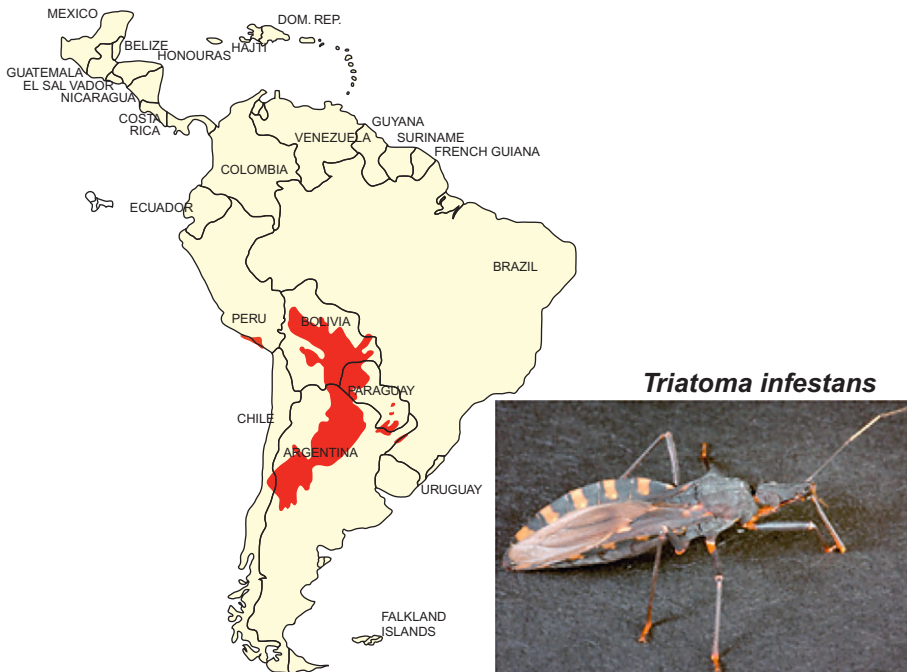 MEXICO
DOM. REP.
BELIZE
HONOURAS
HAJTI
GUATEMALA
EL SAL VADOR
NICARAGUA
COSTA
RICA
GUYANA
VENEZUELA
SURINAME
FRENCH GUIANA
COLOMBIA
ECUADOR
BRAZIL
PERU
BOLIVIA
PARAGUAY
CHILE
ARGENTINA
URUGUAY
FALKLAND
ISLANDS
Triatoma infestans